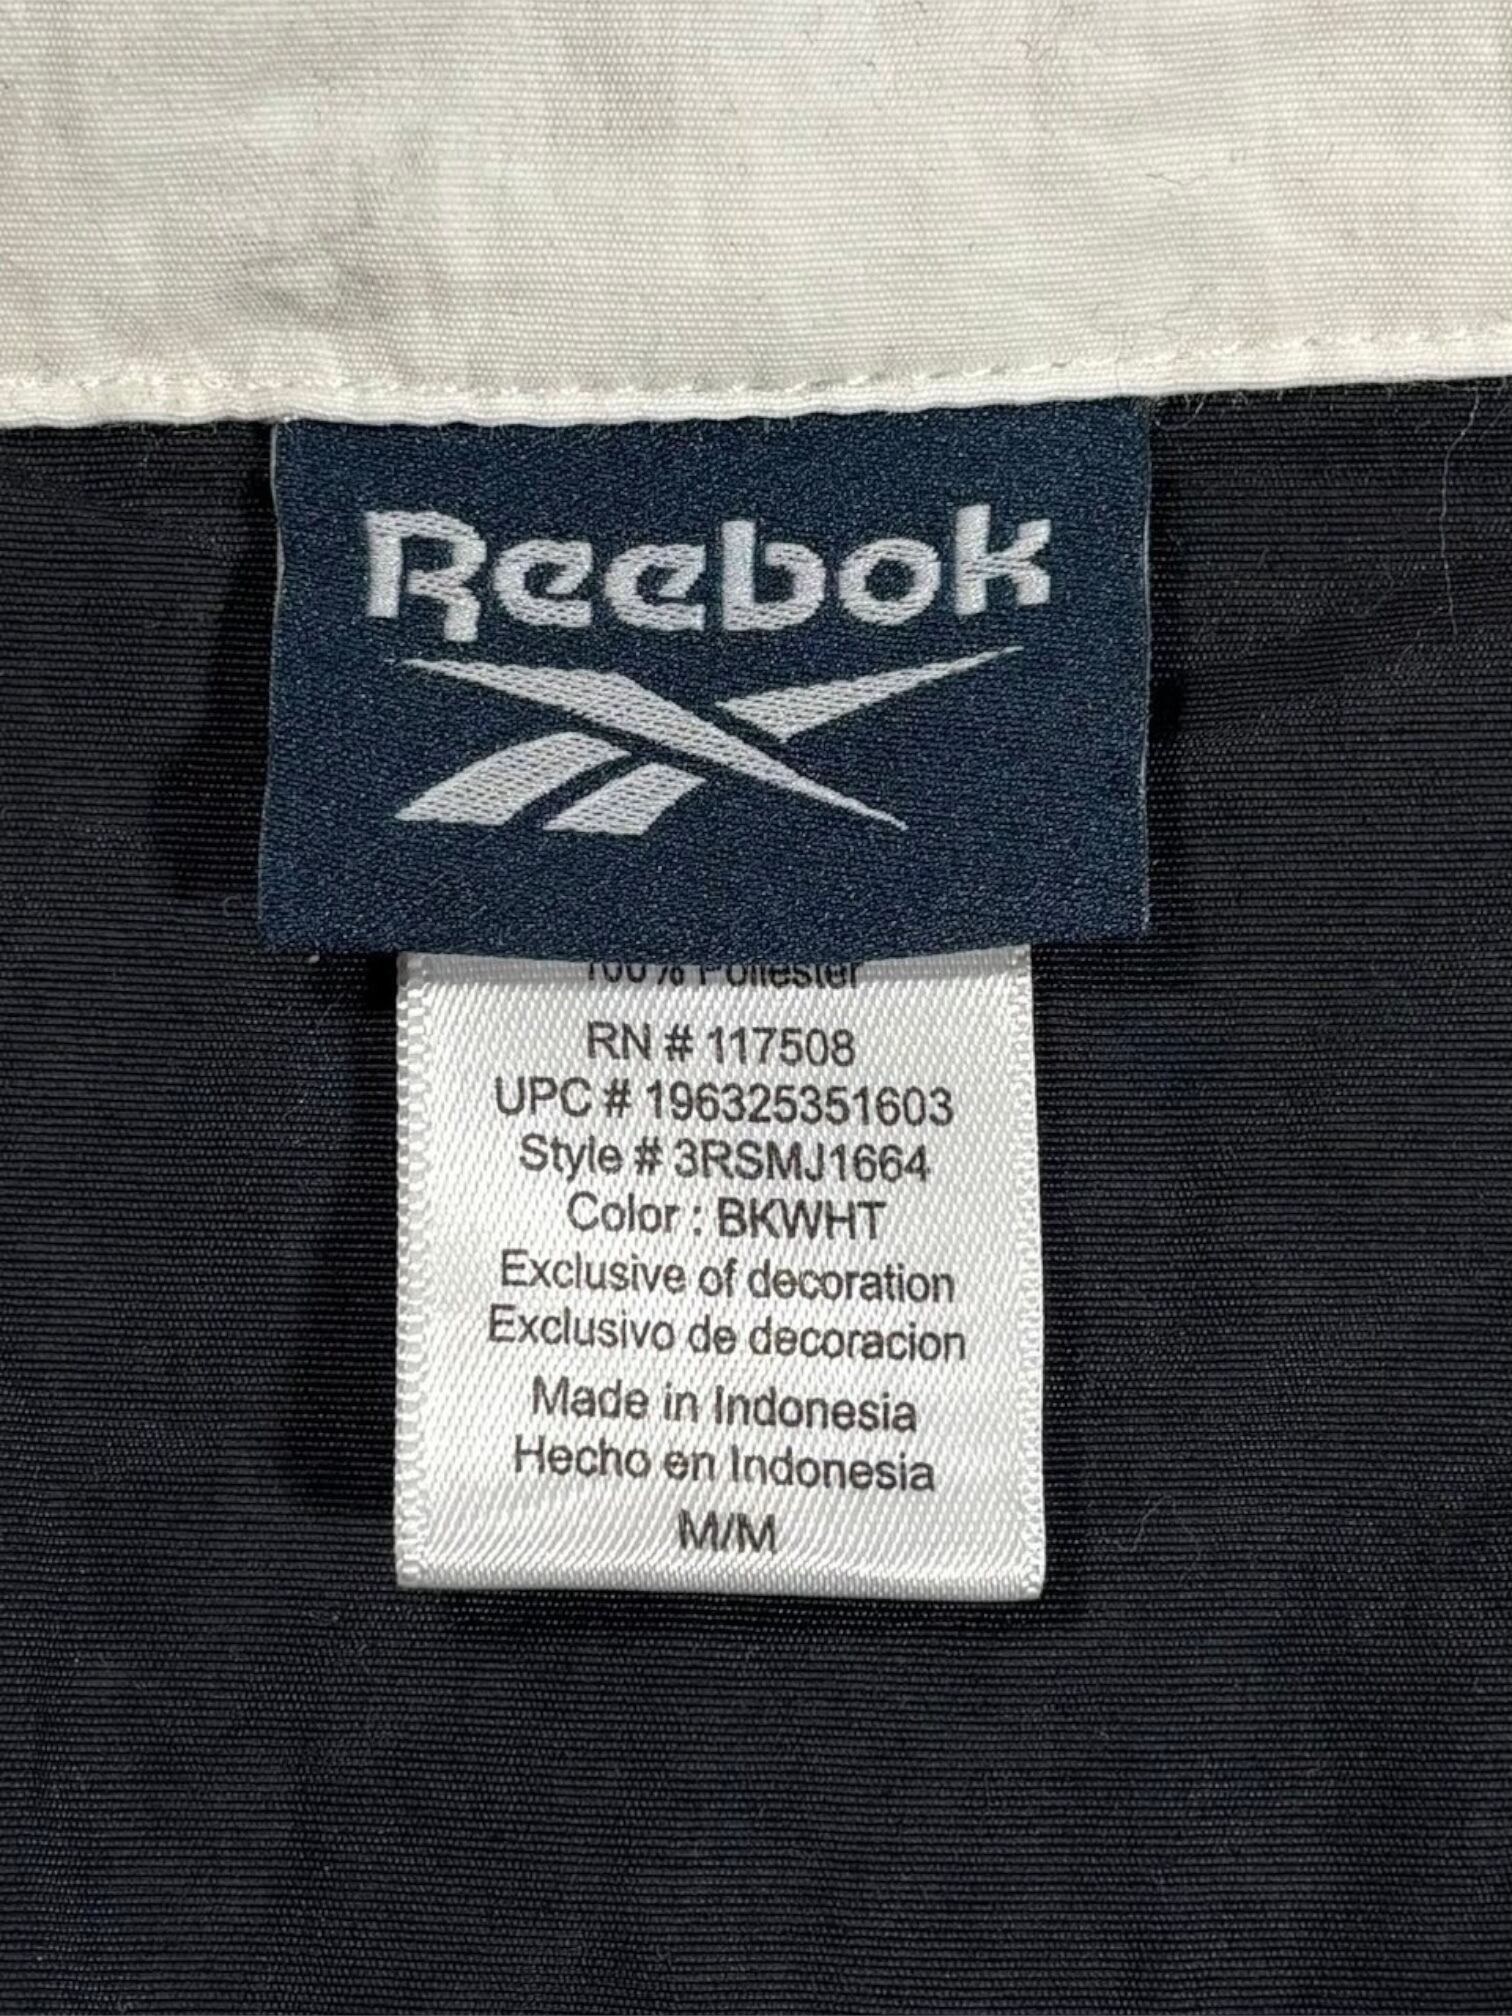 Reebok
100% Poliester
RN # 117508
UPC # 196325351603
Style # 3RSMJ1664
Color : BKWHT
Exclusive of decoration
Exclusivo de decoracion
Made in Indonesia
Hecho en Indonesia
M/M